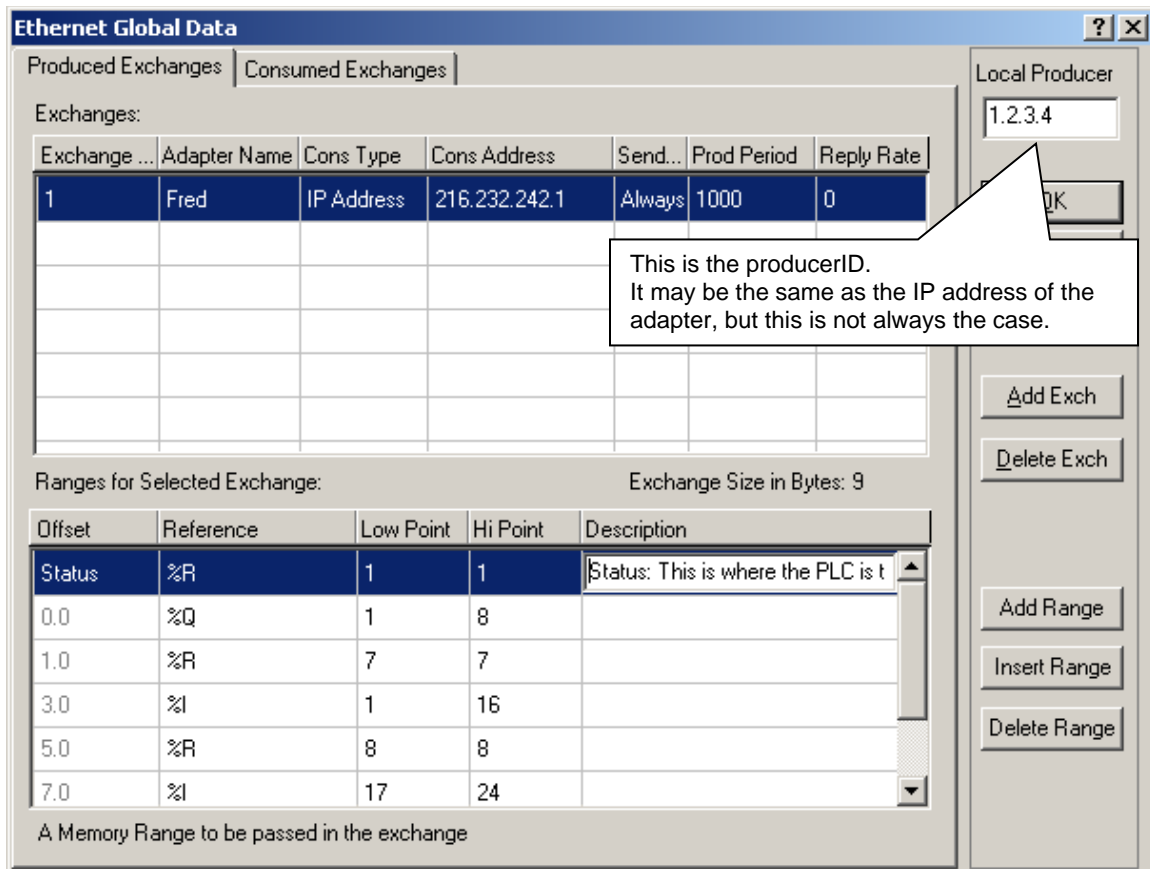 Ethernet Global Data
Produced Exchanges Consumed Exchanges
Local Producer
1.2.3.4
Exchanges:
Exchange ... Adapter Name Cons Type Cons Address Send... Prod Period Reply Rate
1 Fred IP Address 216.232.242.1 Always 1000 0
OK
This is the producerID.
It may be the same as the IP address of the
adapter, but this is not always the case.
Add Exch
Delete Exch
Ranges for Selected Exchange: Exchange Size in Bytes: 9
Offset Reference Low Point Hi Point Description
Status %R 1 1 Status: This is where the PLC is t
0.0 %Q 1 8
1.0 %R 7 7
3.0 %I 1 16
5.0 %R 8 8
7.0 %I 17 24
Add Range
Insert Range
Delete Range
A Memory Range to be passed in the exchange